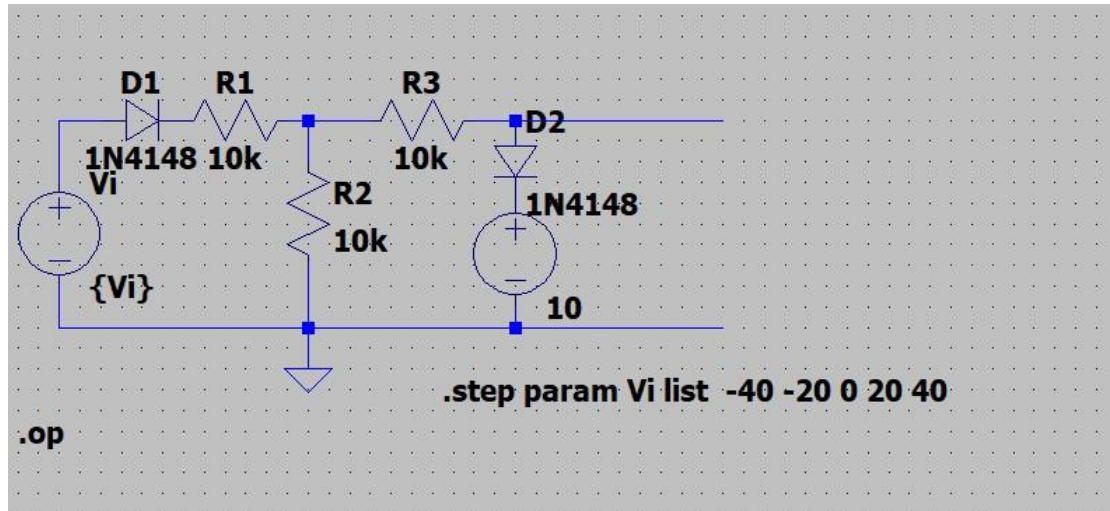 D1 R1 R3
D2
1N4148 10k 10k
Vi
R2
1N4148
10k
{Vi}
10
.step param Vi list -40 -20 0 20 40
.op